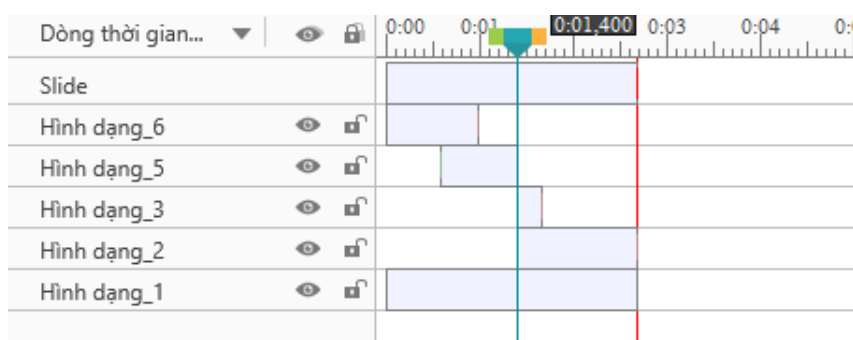 Dòng thời gian... 0:00 0:01 0:01,400 0:03 0:04
Slide
Hình dạng_6
Hình dạng_5
Hình dạng_3
Hình dạng_2
Hình dạng_1